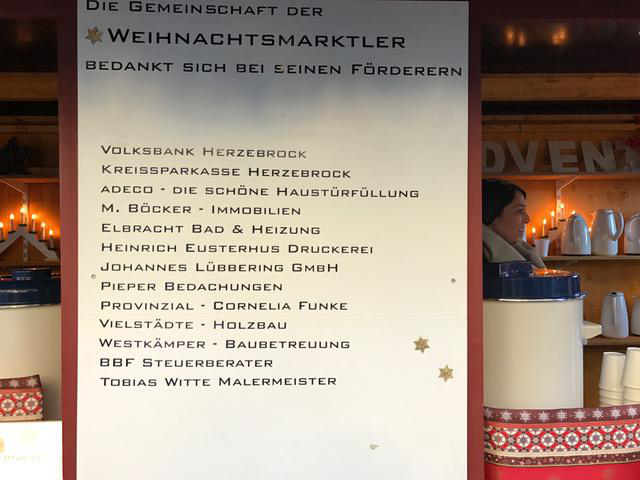 Die Gemeinschaft der
Weihnachtsmarktler
bedankt sich bei seinen Förderern
Volksbank Herzebrock
Kreissparkasse Herzebrock
adeco - die schöne Haustürfüllung
M. Böcker - Immobilien
Elbracht Bad & Heizung
Heinrich Eusterhus Druckerei
Johannes Lübbering GmbH
Pieper Bedachungen
Provinzial - Cornelia Funke
Vielstädte - Holzbau
Westkämper - Baubetreuung
BBF Steuerberater
Tobias Witte Malermeister
DVENT